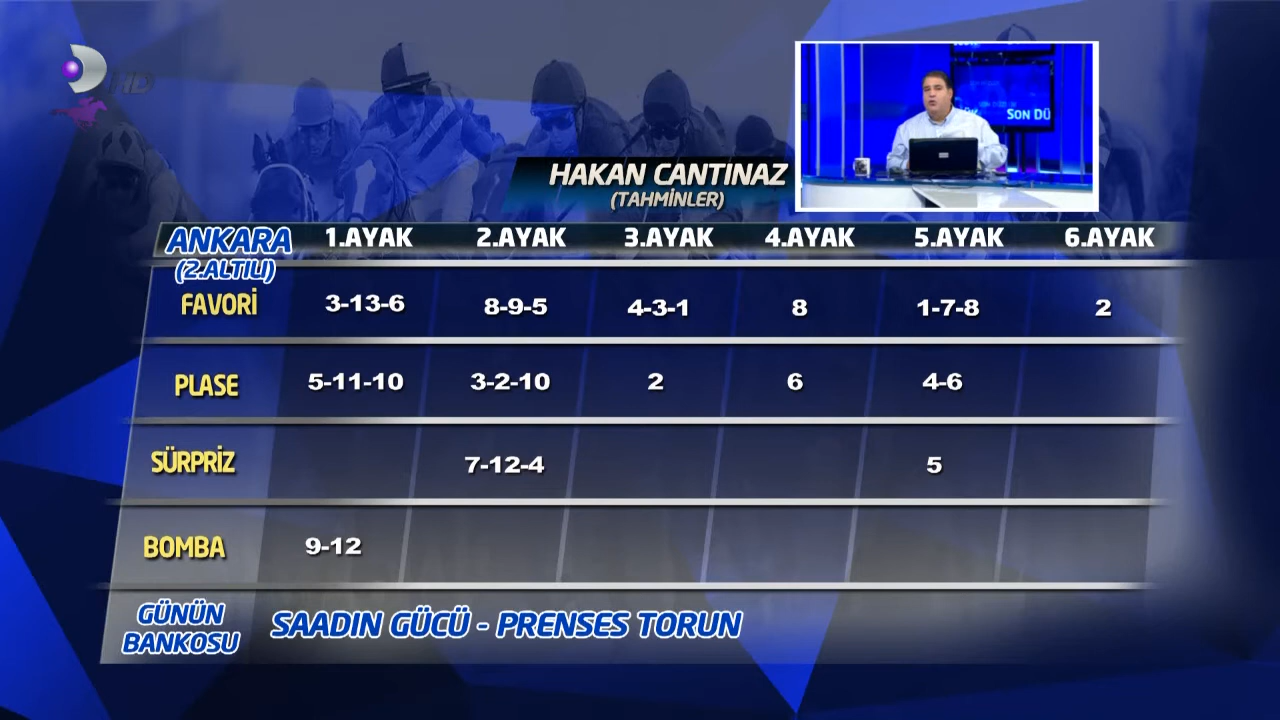 HD
SON DÜ
HAKAN CANTINAZ
(TAHMİNLER)
ANKARA 1.AYAK 2.AYAK 3.AYAK 4.AYAK 5.AYAK 6.AYAK
(2.ALTILI)
FAVORİ 3-13-6 8-9-5 4-3-1 8 1-7-8 2
PLASE 5-11-10 3-2-10 2 6 4-6
SÜRPRİZ 7-12-4 5
BOMBA 9-12
GÜNÜN
BANKOSU
SAADIN GÜCÜ - PRENSES TORUN